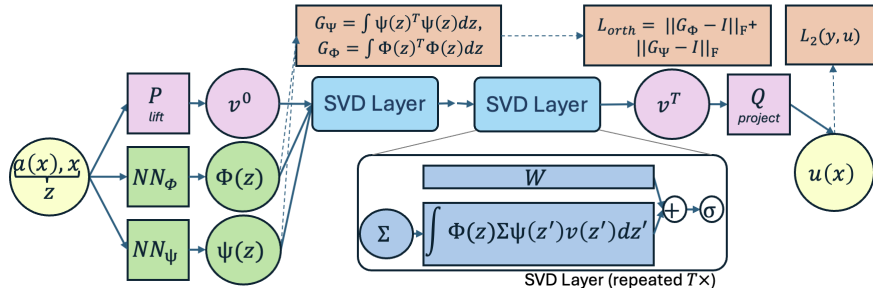 G_Ψ = ∫ ψ(z)^T ψ(z)dz,
G_Φ = ∫ Φ(z)^T Φ(z)dz
L_orth = ||G_Φ − I||_F+
||G_Ψ − I||_F
L_2(y, u)
P
lift
v^0
SVD Layer
SVD Layer
v^T
Q
project
a(x), x
z
NN_Φ
Φ(z)
u(x)
NN_Ψ
ψ(z)
W
Σ
∫ Φ(z)Σψ(z′)v(z′)dz′
+
σ
SVD Layer (repeated T×)